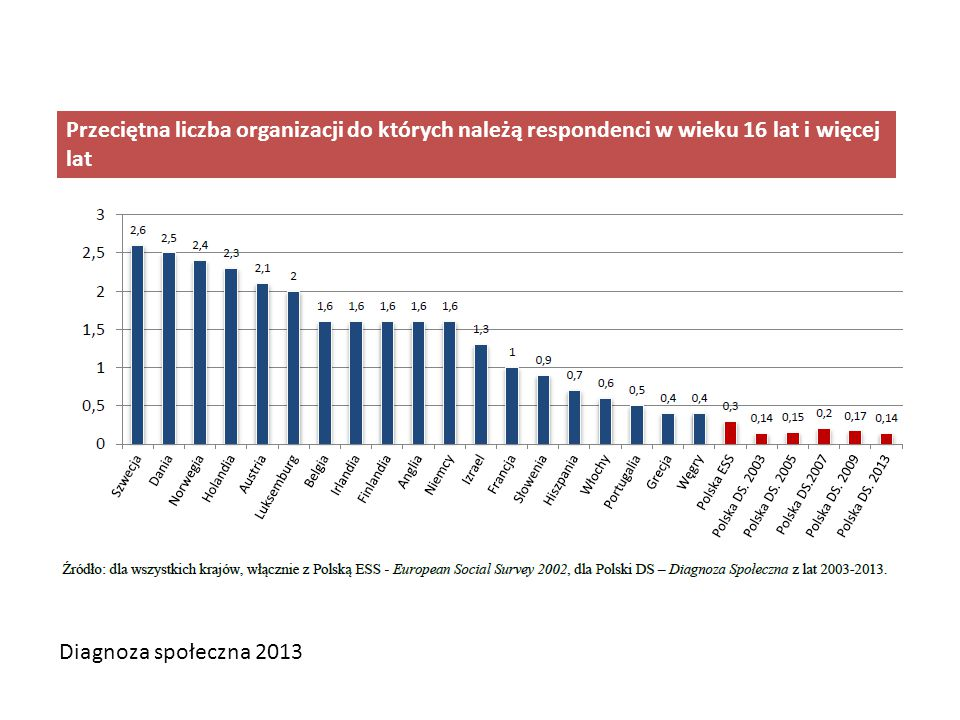 Przeciętna liczba organizacji do których należą respondenci w wieku 16 lat i więcej
lat
3
2,5
2
1,5
1
0,5
0
2,6
2,5
2,4
2,3
2,1
2
1,6
1,6
1,6
1,6
1,6
1,3
1
0,9
0,7
0,6
0,5
0,4
0,4
0,3
0,14
0,15
0,2
0,17
0,14
Szwecja
Dania
Norwegia
Holandia
Austria
Luksemburg
Belgia
Irlandia
Finlandia
Anglia
Niemcy
Izrael
Francja
Słowenia
Hiszpania
Włochy
Portugalia
Grecja
Węgry
Polska ESS
Polska DS. 2003
Polska DS. 2005
Polska DS.2007
Polska DS. 2009
Polska DS. 2013
Źródło: dla wszystkich krajów, włącznie z Polską ESS - European Social Survey 2002, dla Polski DS – Diagnoza Społeczna z lat 2003-2013.
Diagnoza społeczna 2013